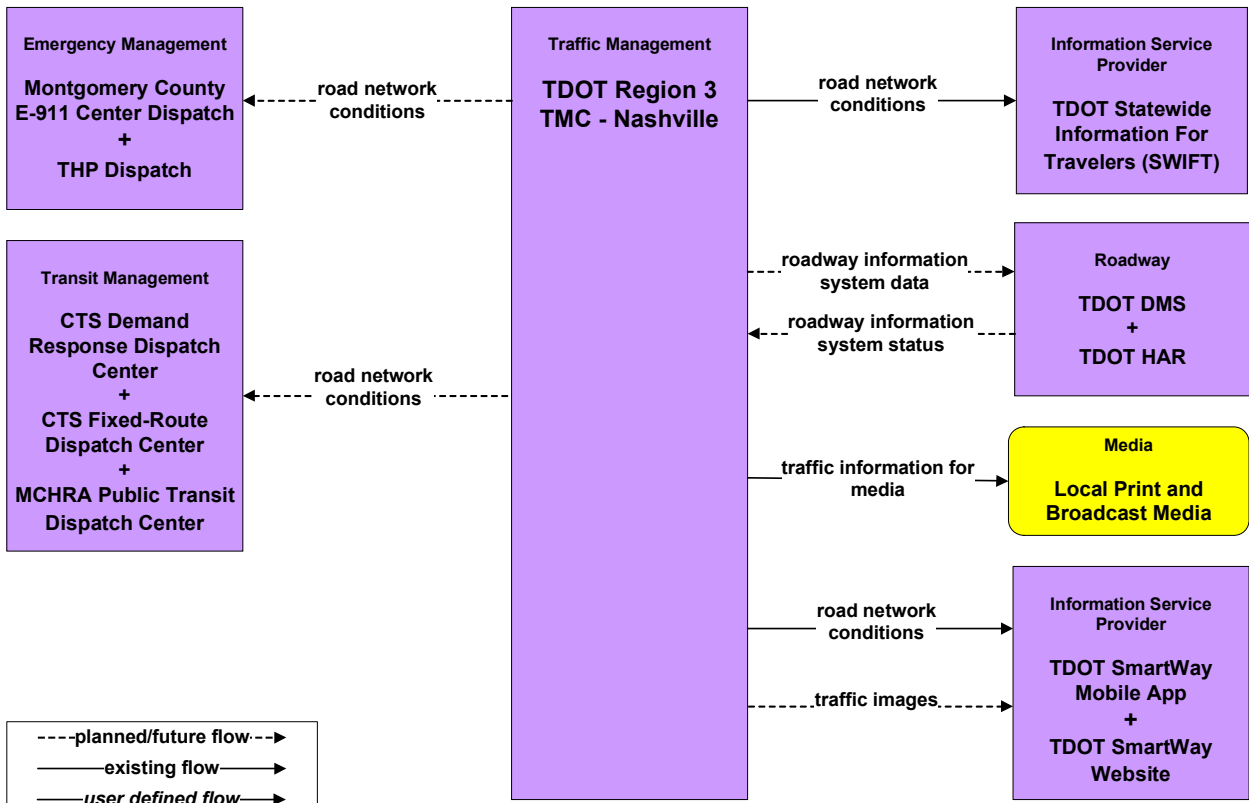 Emergency Management
Montgomery County
E-911 Center Dispatch
+
THP Dispatch
road network
conditions
Transit Management
CTS Demand
Response Dispatch
Center
+
CTS Fixed-Route
Dispatch Center
+
MCHRA Public Transit
Dispatch Center
road network
conditions
Traffic Management
TDOT Region 3
TMC - Nashville
road network
conditions
Information Service
Provider
TDOT Statewide
Information For
Travelers (SWIFT)
roadway information
system data
roadway information
system status
Roadway
TDOT DMS
+
TDOT HAR
traffic information for
media
Media
Local Print and
Broadcast Media
road network
conditions
traffic images
Information Service
Provider
TDOT SmartWay
Mobile App
+
TDOT SmartWay
Website
planned/future flow
existing flow
user defined flow